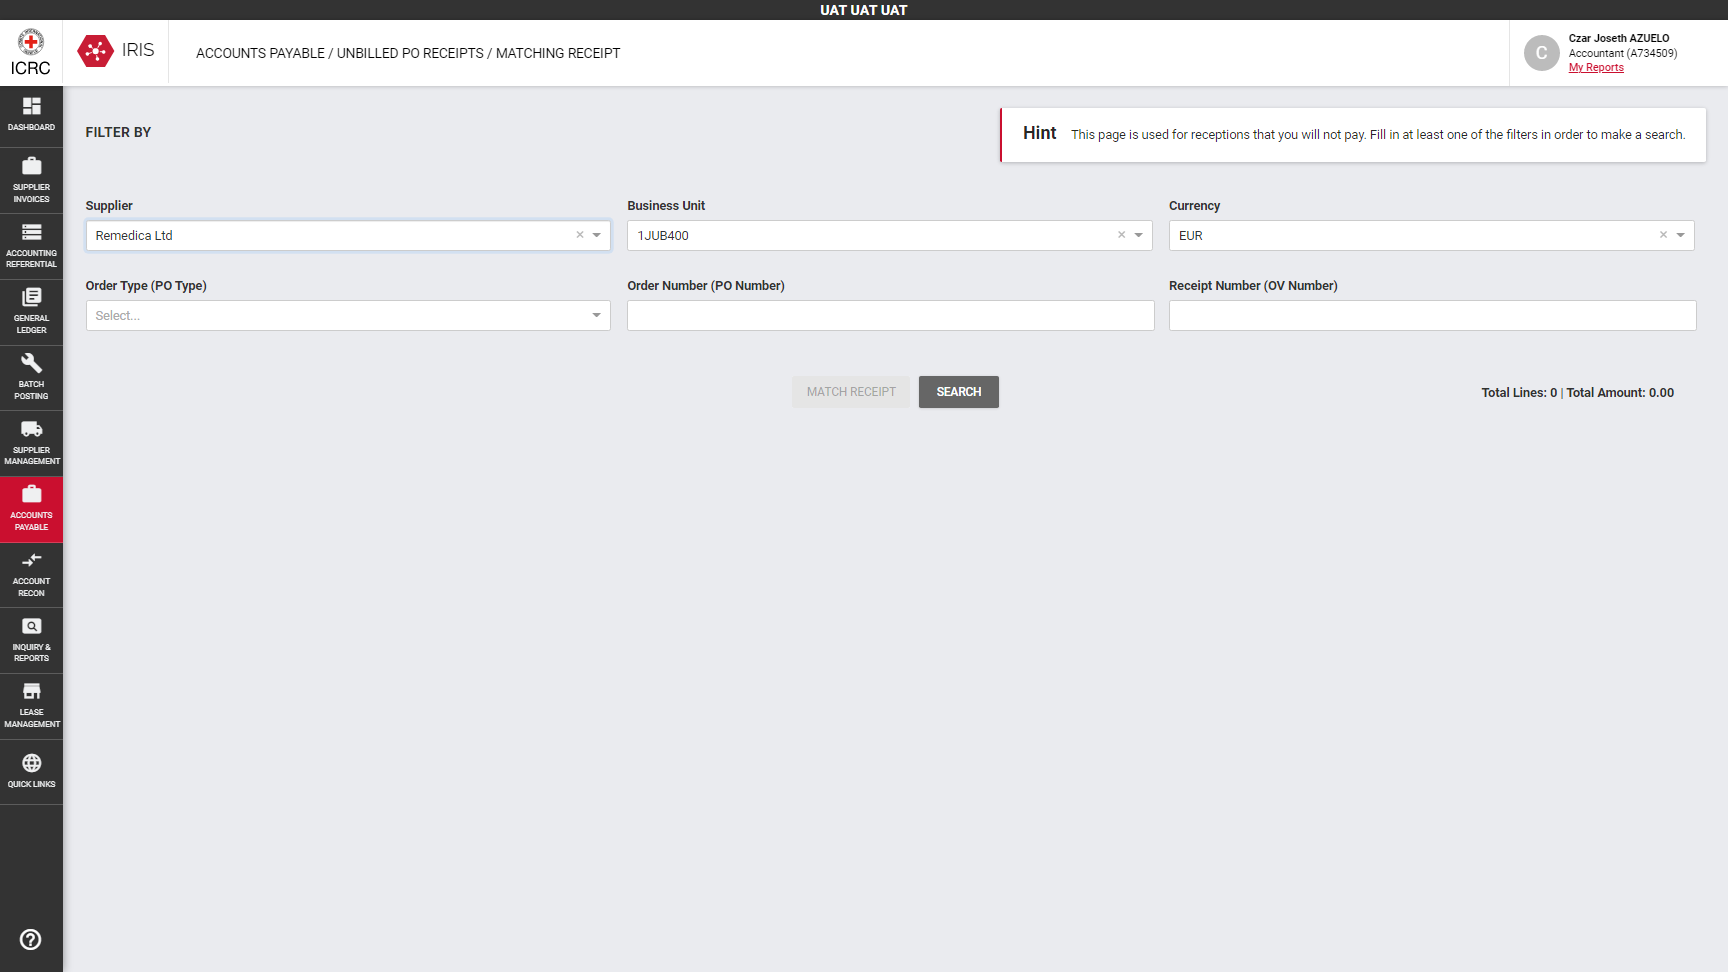 UAT UAT UAT
ICRC
IRIS
ACCOUNTS PAYABLE / UNBILLED PO RECEIPTS / MATCHING RECEIPT
C
Czar Joseth AZUELO
Accountant (A734509)
My Reports
DASHBOARD
SUPPLIER
INVOICES
ACCOUNTING
REFERENTIAL
GENERAL
LEDGER
BATCH
POSTING
SUPPLIER
MANAGEMENT
ACCOUNTS
PAYABLE
ACCOUNT
RECON
INQUIRY &
REPORTS
LEASE
MANAGEMENT
QUICK LINKS
FILTER BY
Hint This page is used for receptions that you will not pay. Fill in at least one of the filters in order to make a search.
Supplier
Remedica Ltd
Business Unit
1JUB400
Currency
EUR
Order Type (PO Type)
Select...
Order Number (PO Number)
Receipt Number (OV Number)
MATCH RECEIPT
SEARCH
Total Lines: 0 | Total Amount: 0.00